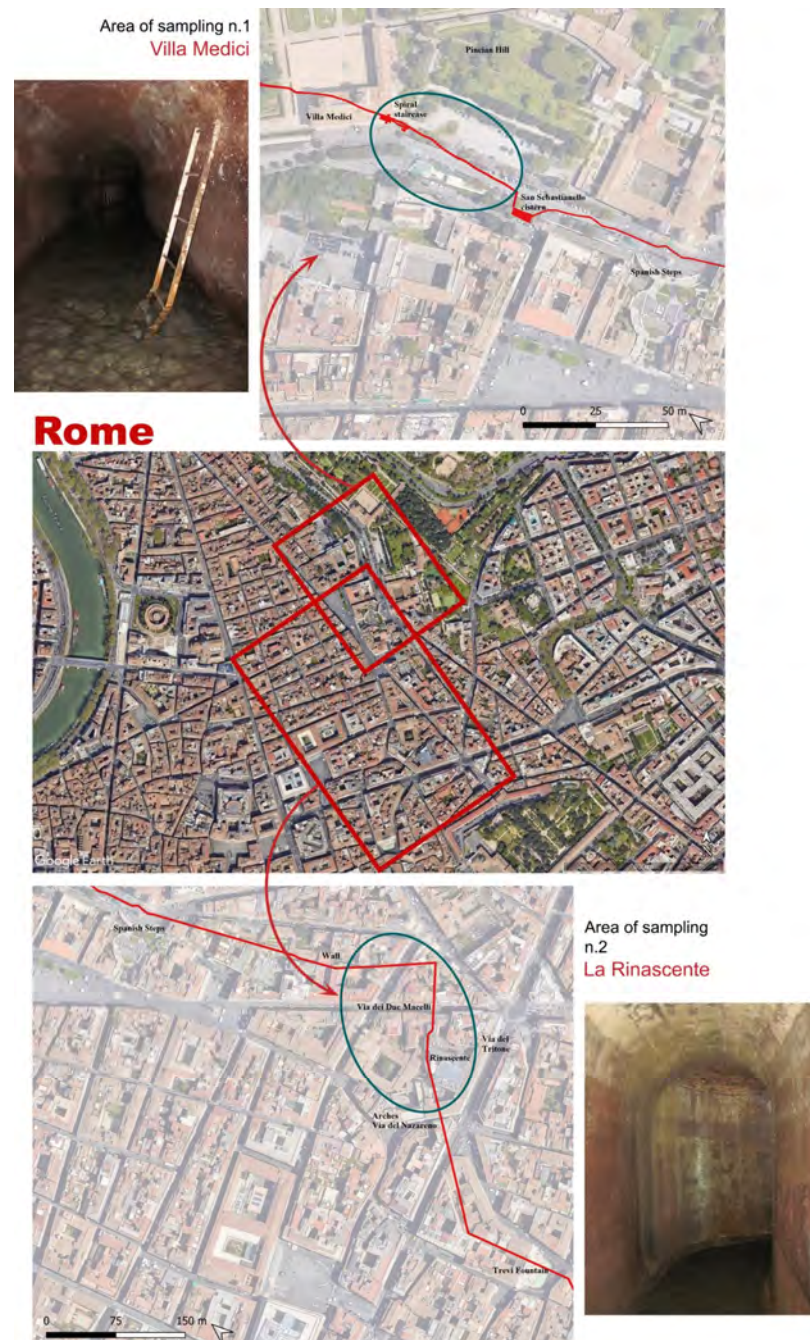 Area of sampling n.1
Villa Medici
Pincian Hill
Villa Medici
Spiral
staircase
San Sebastianello
cistern
Spanish Steps
0 25 50 m
Rome
Google Earth
Spanish Steps
Wall
Via dei Due Macelli
Via del
Tritone
Rinascente
Arches
Via del Nazareno
Trevi Fountain
0 75 150 m
Area of sampling
n.2
La Rinascente